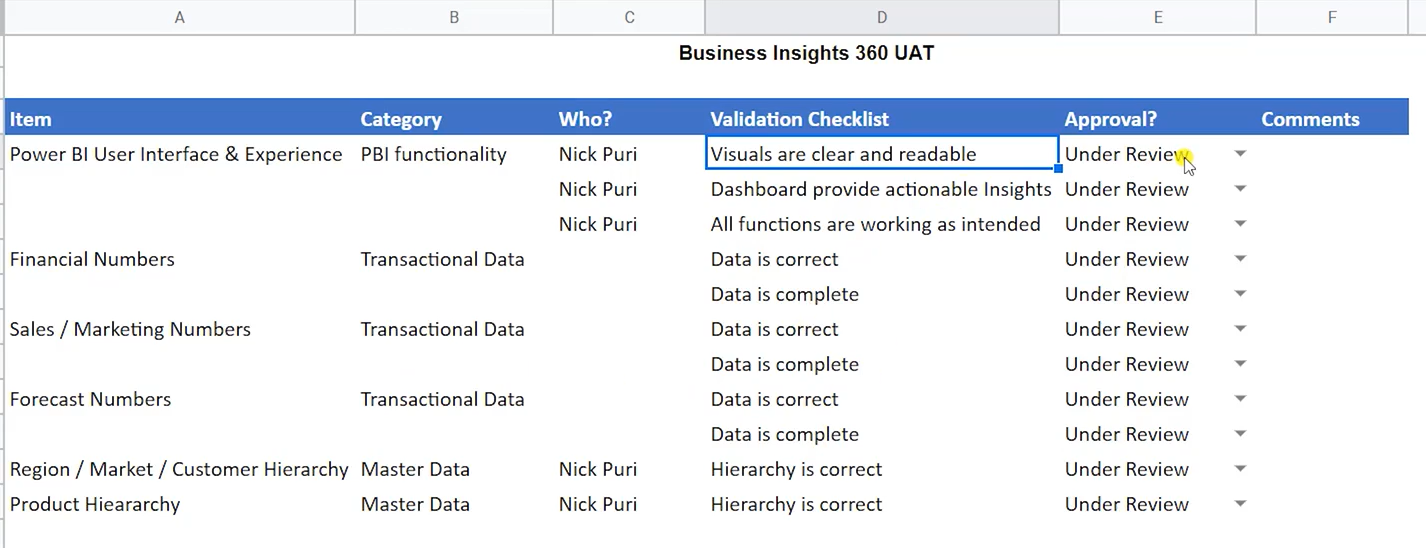 A B C D E F
Business Insights 360 UAT
Item Category Who? Validation Checklist Approval? Comments
Power BI User Interface & Experience PBI functionality Nick Puri Visuals are clear and readable Under Review
Nick Puri Dashboard provide actionable Insights Under Review
Nick Puri All functions are working as intended Under Review
Financial Numbers Transactional Data Data is correct Under Review
Data is complete Under Review
Sales / Marketing Numbers Transactional Data Data is correct Under Review
Data is complete Under Review
Forecast Numbers Transactional Data Data is correct Under Review
Data is complete Under Review
Region / Market / Customer Hierarchy Master Data Nick Puri Hierarchy is correct Under Review
Product Hieararchy Master Data Nick Puri Hierarchy is correct Under Review